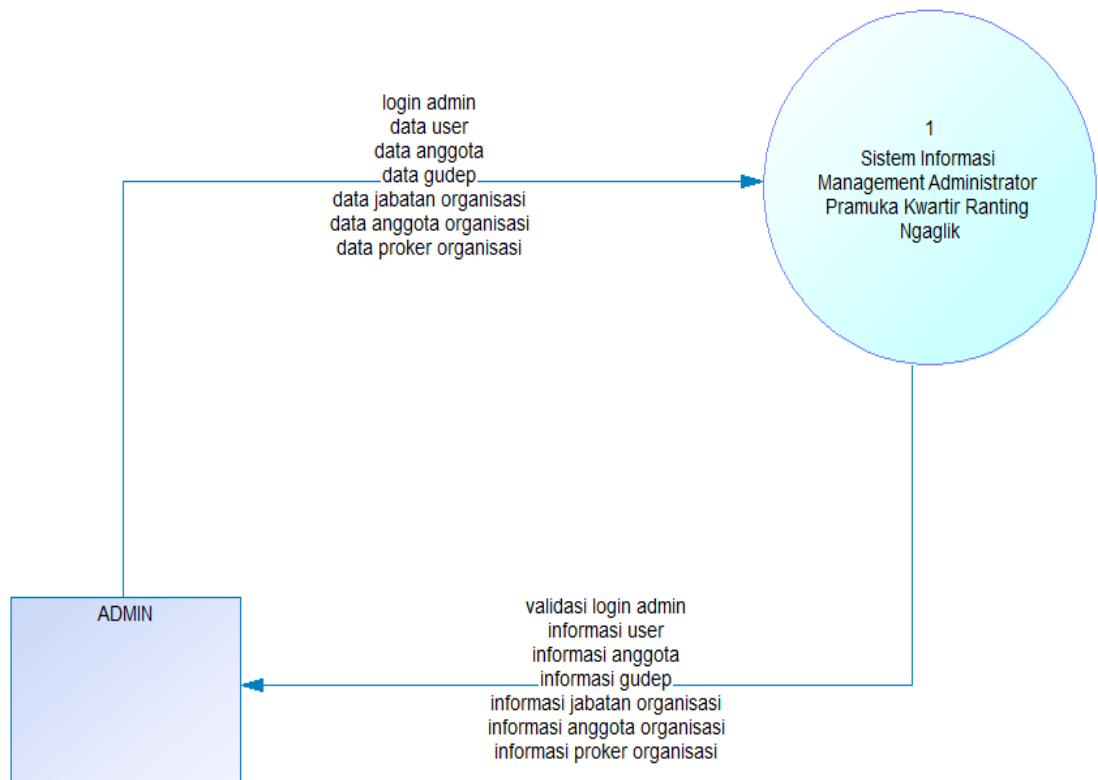 login admin
data user
data anggota
data gudep
data jabatan organisasi
data anggota organisasi
data proker organisasi
1
Sistem Informasi
Management Administrator
Pramuka Kwartir Ranting
Ngaglik
ADMIN
validasi login admin
informasi user
informasi anggota
informasi gudep
informasi jabatan organisasi
informasi anggota organisasi
informasi proker organisasi